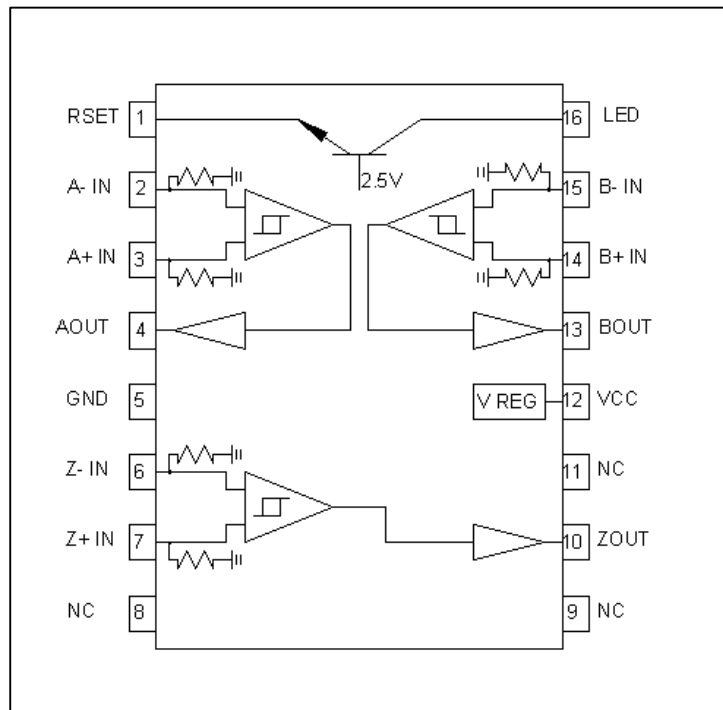 RSET 1 16 LED
2.5V
A- IN 2 15 B- IN
A+ IN 3 14 B+ IN
AOUT 4 13 BOUT
GND 5 V REG 12 VCC
Z- IN 6 11 NC
Z+ IN 7 10 ZOUT
NC 8 9 NC